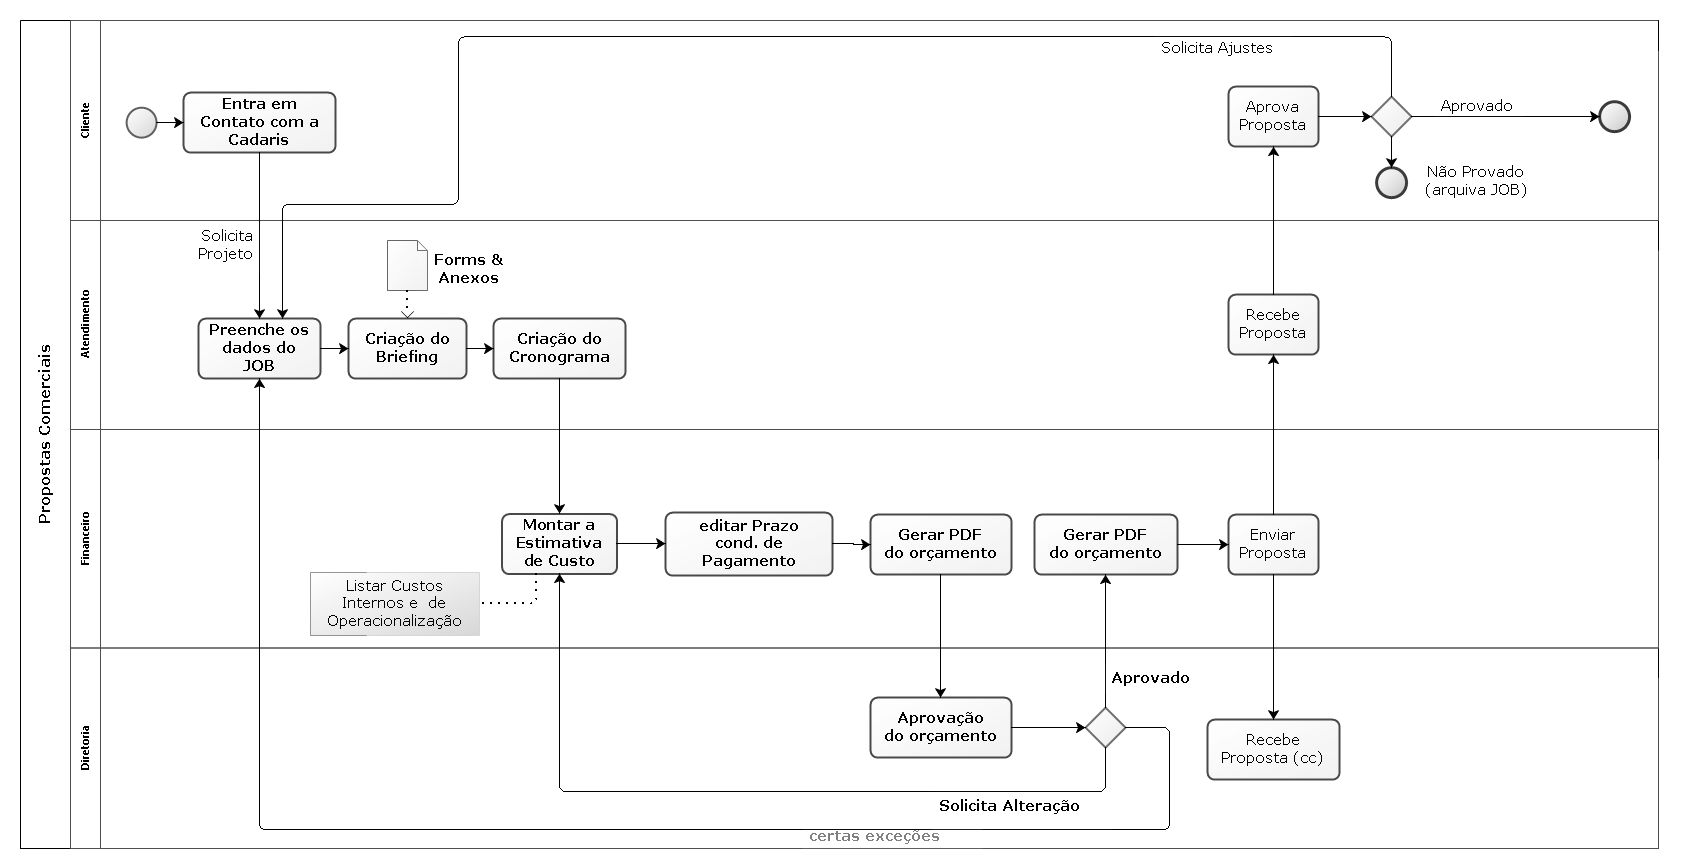 Propostas Comerciais
Cliente
Entra em
Contato com a
Cadaris
Solicita Ajustes
Aprova
Proposta
Aprovado
Não Provado
(arquiva JOB)
Atendimento
Solicita
Projeto
Forms &
Anexos
Preenche os
dados do
JOB
Criação do
Briefing
Criação do
Cronograma
Recebe
Proposta
Financeiro
Montar a
Estimativa
de Custo
editar Prazo
cond. de
Pagamento
Gerar PDF
do orçamento
Gerar PDF
do orçamento
Enviar
Proposta
Listar Custos
Internos e  de
Operacionalização
Diretoria
Aprovado
Aprovação
do orçamento
Recebe
Proposta (cc)
Solicita Alteração
certas exceções